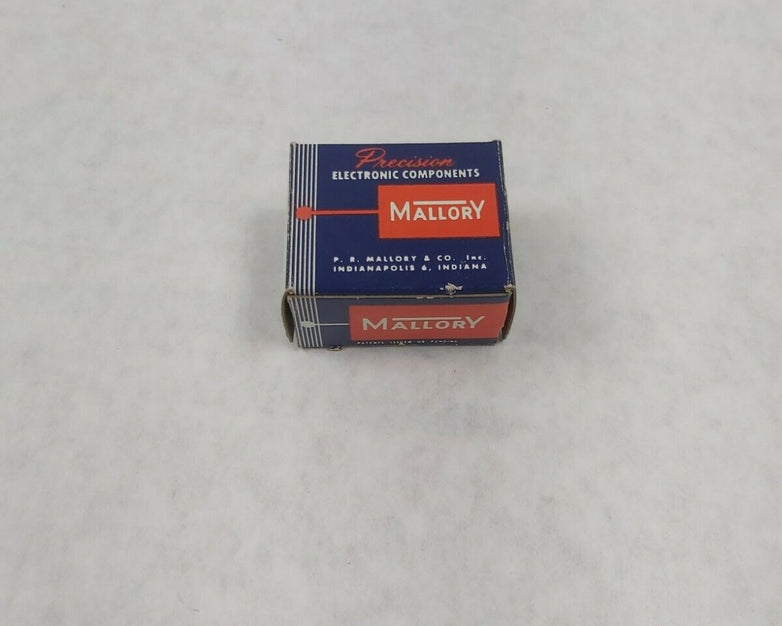 Precision
ELECTRONIC COMPONENTS
MALLORY
P. R. MALLORY & CO. Inc.
INDIANAPOLIS 6, INDIANA
MALLORY